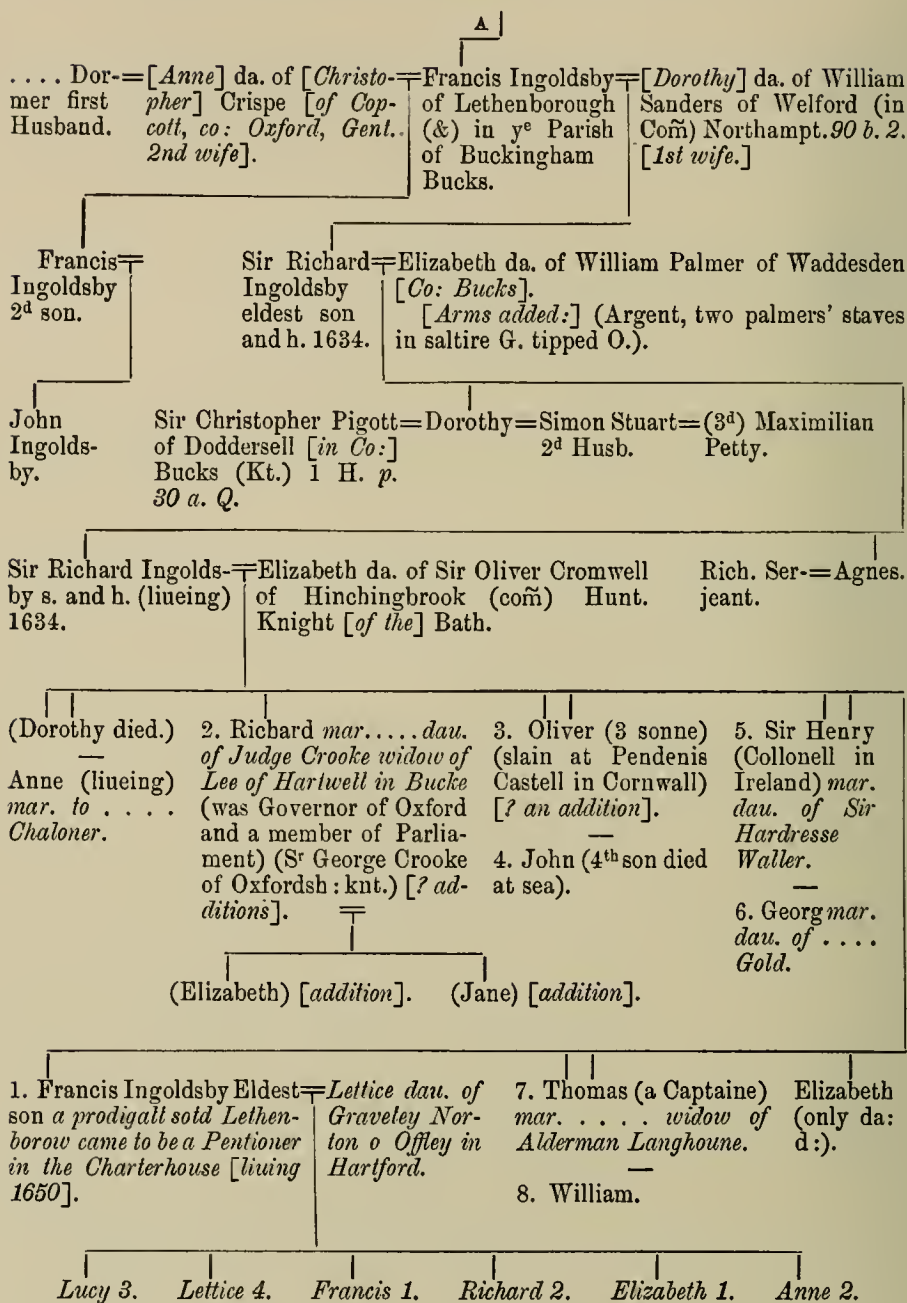 A
. . . . Dor-=[Anne] da. of [Christo-=Francis Ingoldsby=[Dorothy] da. of William
mer first pher] Crispe [of Cop- of Lethenborough Sanders of Welford (in
Husband. cott, co: Oxford, Gent. (&) in yᵉ Parish Com̃) Northampt. 90 b. 2.
2nd wife]. of Buckingham [1st wife.]
Bucks.
Francis= Sir Richard=Elizabeth da. of William Palmer of Waddesden
Ingoldsby Ingoldsby [Co: Bucks].
2ᵈ son. eldest son [Arms added:] (Argent, two palmers' staves
and h. 1634. in saltire G. tipped O.).
John Sir Christopher Pigott=Dorothy=Simon Stuart=(3ᵈ) Maximilian
Ingolds- of Doddersell [in Co:] 2ᵈ Husb. Petty.
by. Bucks (Kt.) 1 H. p.
30 a. Q.
Sir Richard Ingolds-=Elizabeth da. of Sir Oliver Cromwell Rich. Ser-=Agnes.
by s. and h. (liueing) of Hinchingbrook (com̃) Hunt. jeant.
1634. Knight [of the] Bath.
(Dorothy died.) 2. Richard mar. . . . . dau. 3. Oliver (3 sonne) 5. Sir Henry
— of Judge Crooke widow of (slain at Pendenis (Collonell in
Anne (liueing) Lee of Hartwell in Bucke Castell in Cornwall) Ireland) mar.
mar. to . . . . (was Governor of Oxford [? an addition]. dau. of Sir
Chaloner. and a member of Parlia- — Hardresse
ment) (Sʳ George Crooke 4. John (4ᵗʰ son died Waller.
of Oxfordsh: knt.) [? ad- at sea). —
ditions]. 6. Georg mar.
dau. of . . . .
Gold.
(Elizabeth) [addition]. (Jane) [addition].
1. Francis Ingoldsby Eldest=Lettice dau. of 7. Thomas (a Captaine) Elizabeth
son a prodigall sold Lethen- Graveley Nor- mar. . . . . widow of (only da:
borow came to be a Pentioner ton o Offley in Alderman Langhoune. d:).
in the Charterhouse [liuing Hartford. —
1650]. 8. William.
Lucy 3. Lettice 4. Francis 1. Richard 2. Elizabeth 1. Anne 2.